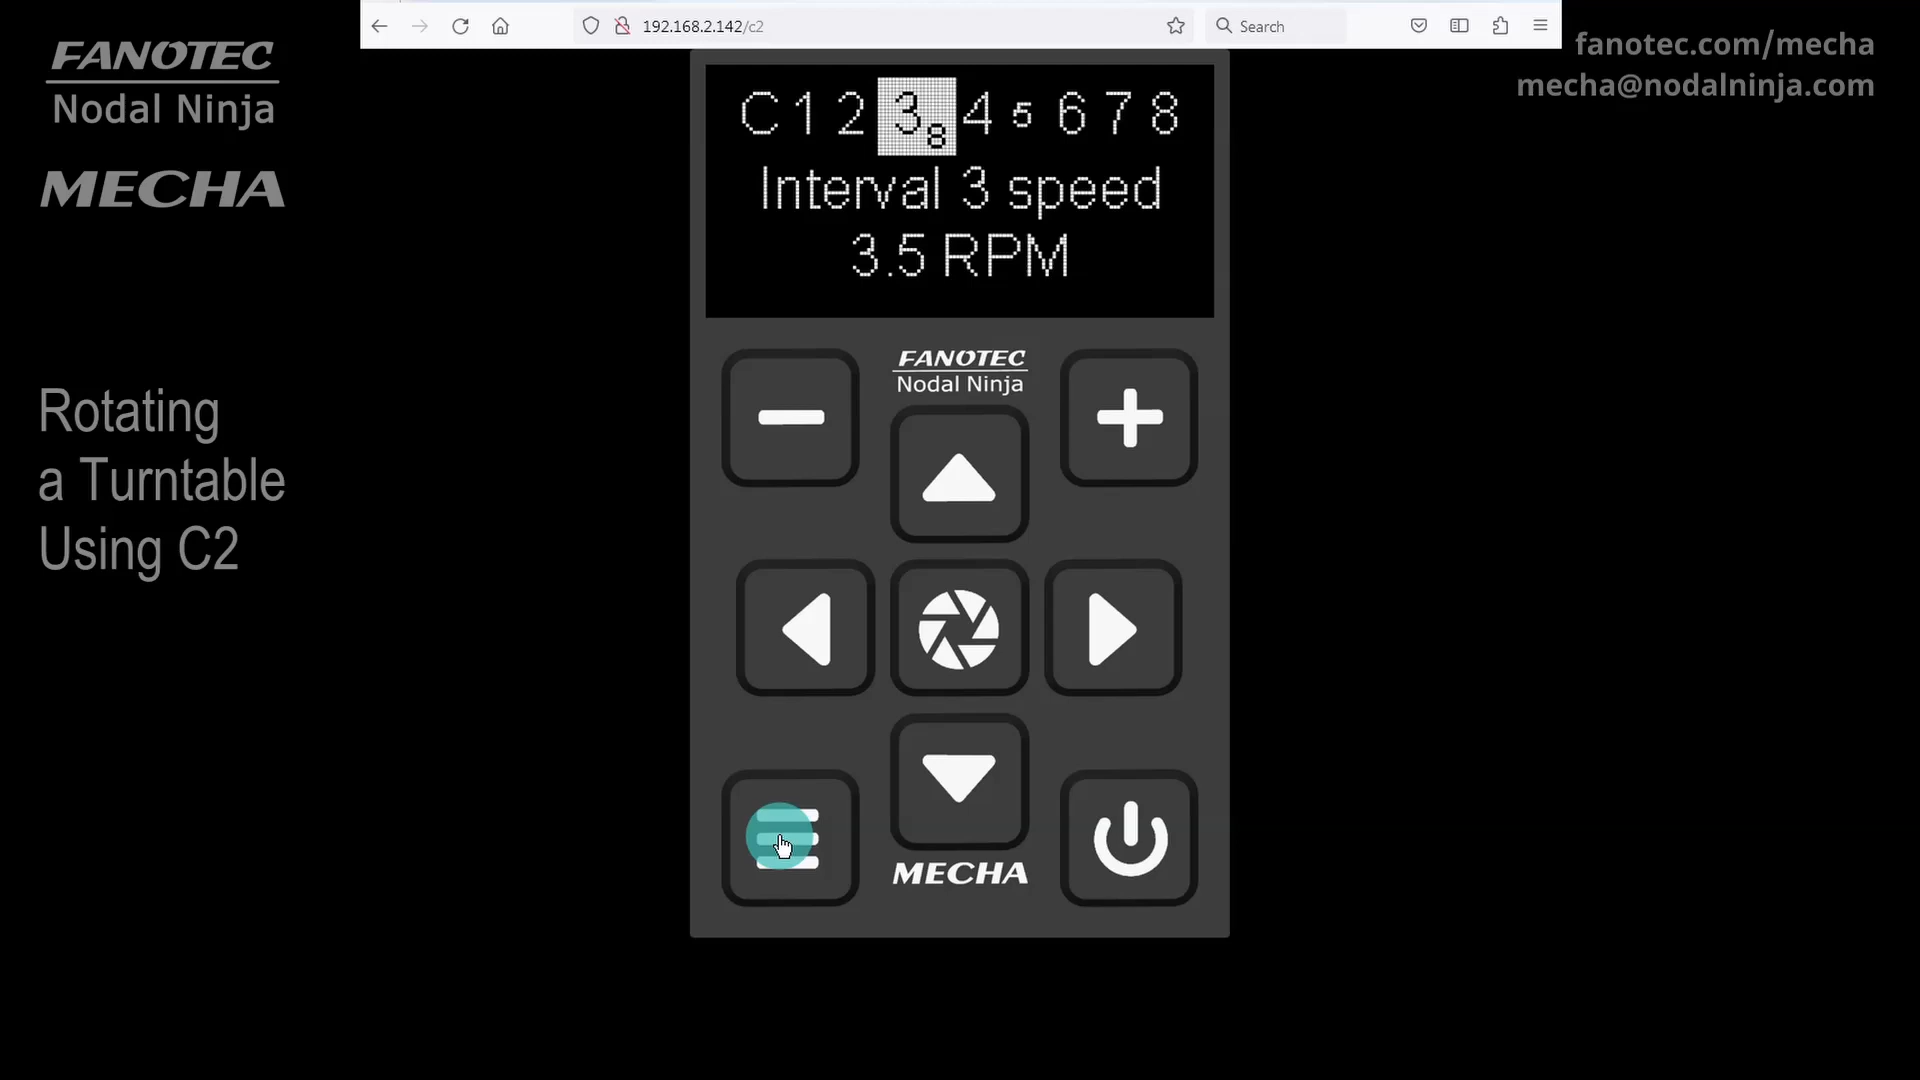 FANOTEC
Nodal Ninja
MECHA
Rotating
a Turntable
Using C2
192.168.2.142/c2
Search
fanotec.com/mecha
mecha@nodalninja.com
C 1 2 3 8 4 5 6 7 8
Interval 3 speed
3.5 RPM
FANOTEC
Nodal Ninja
MECHA